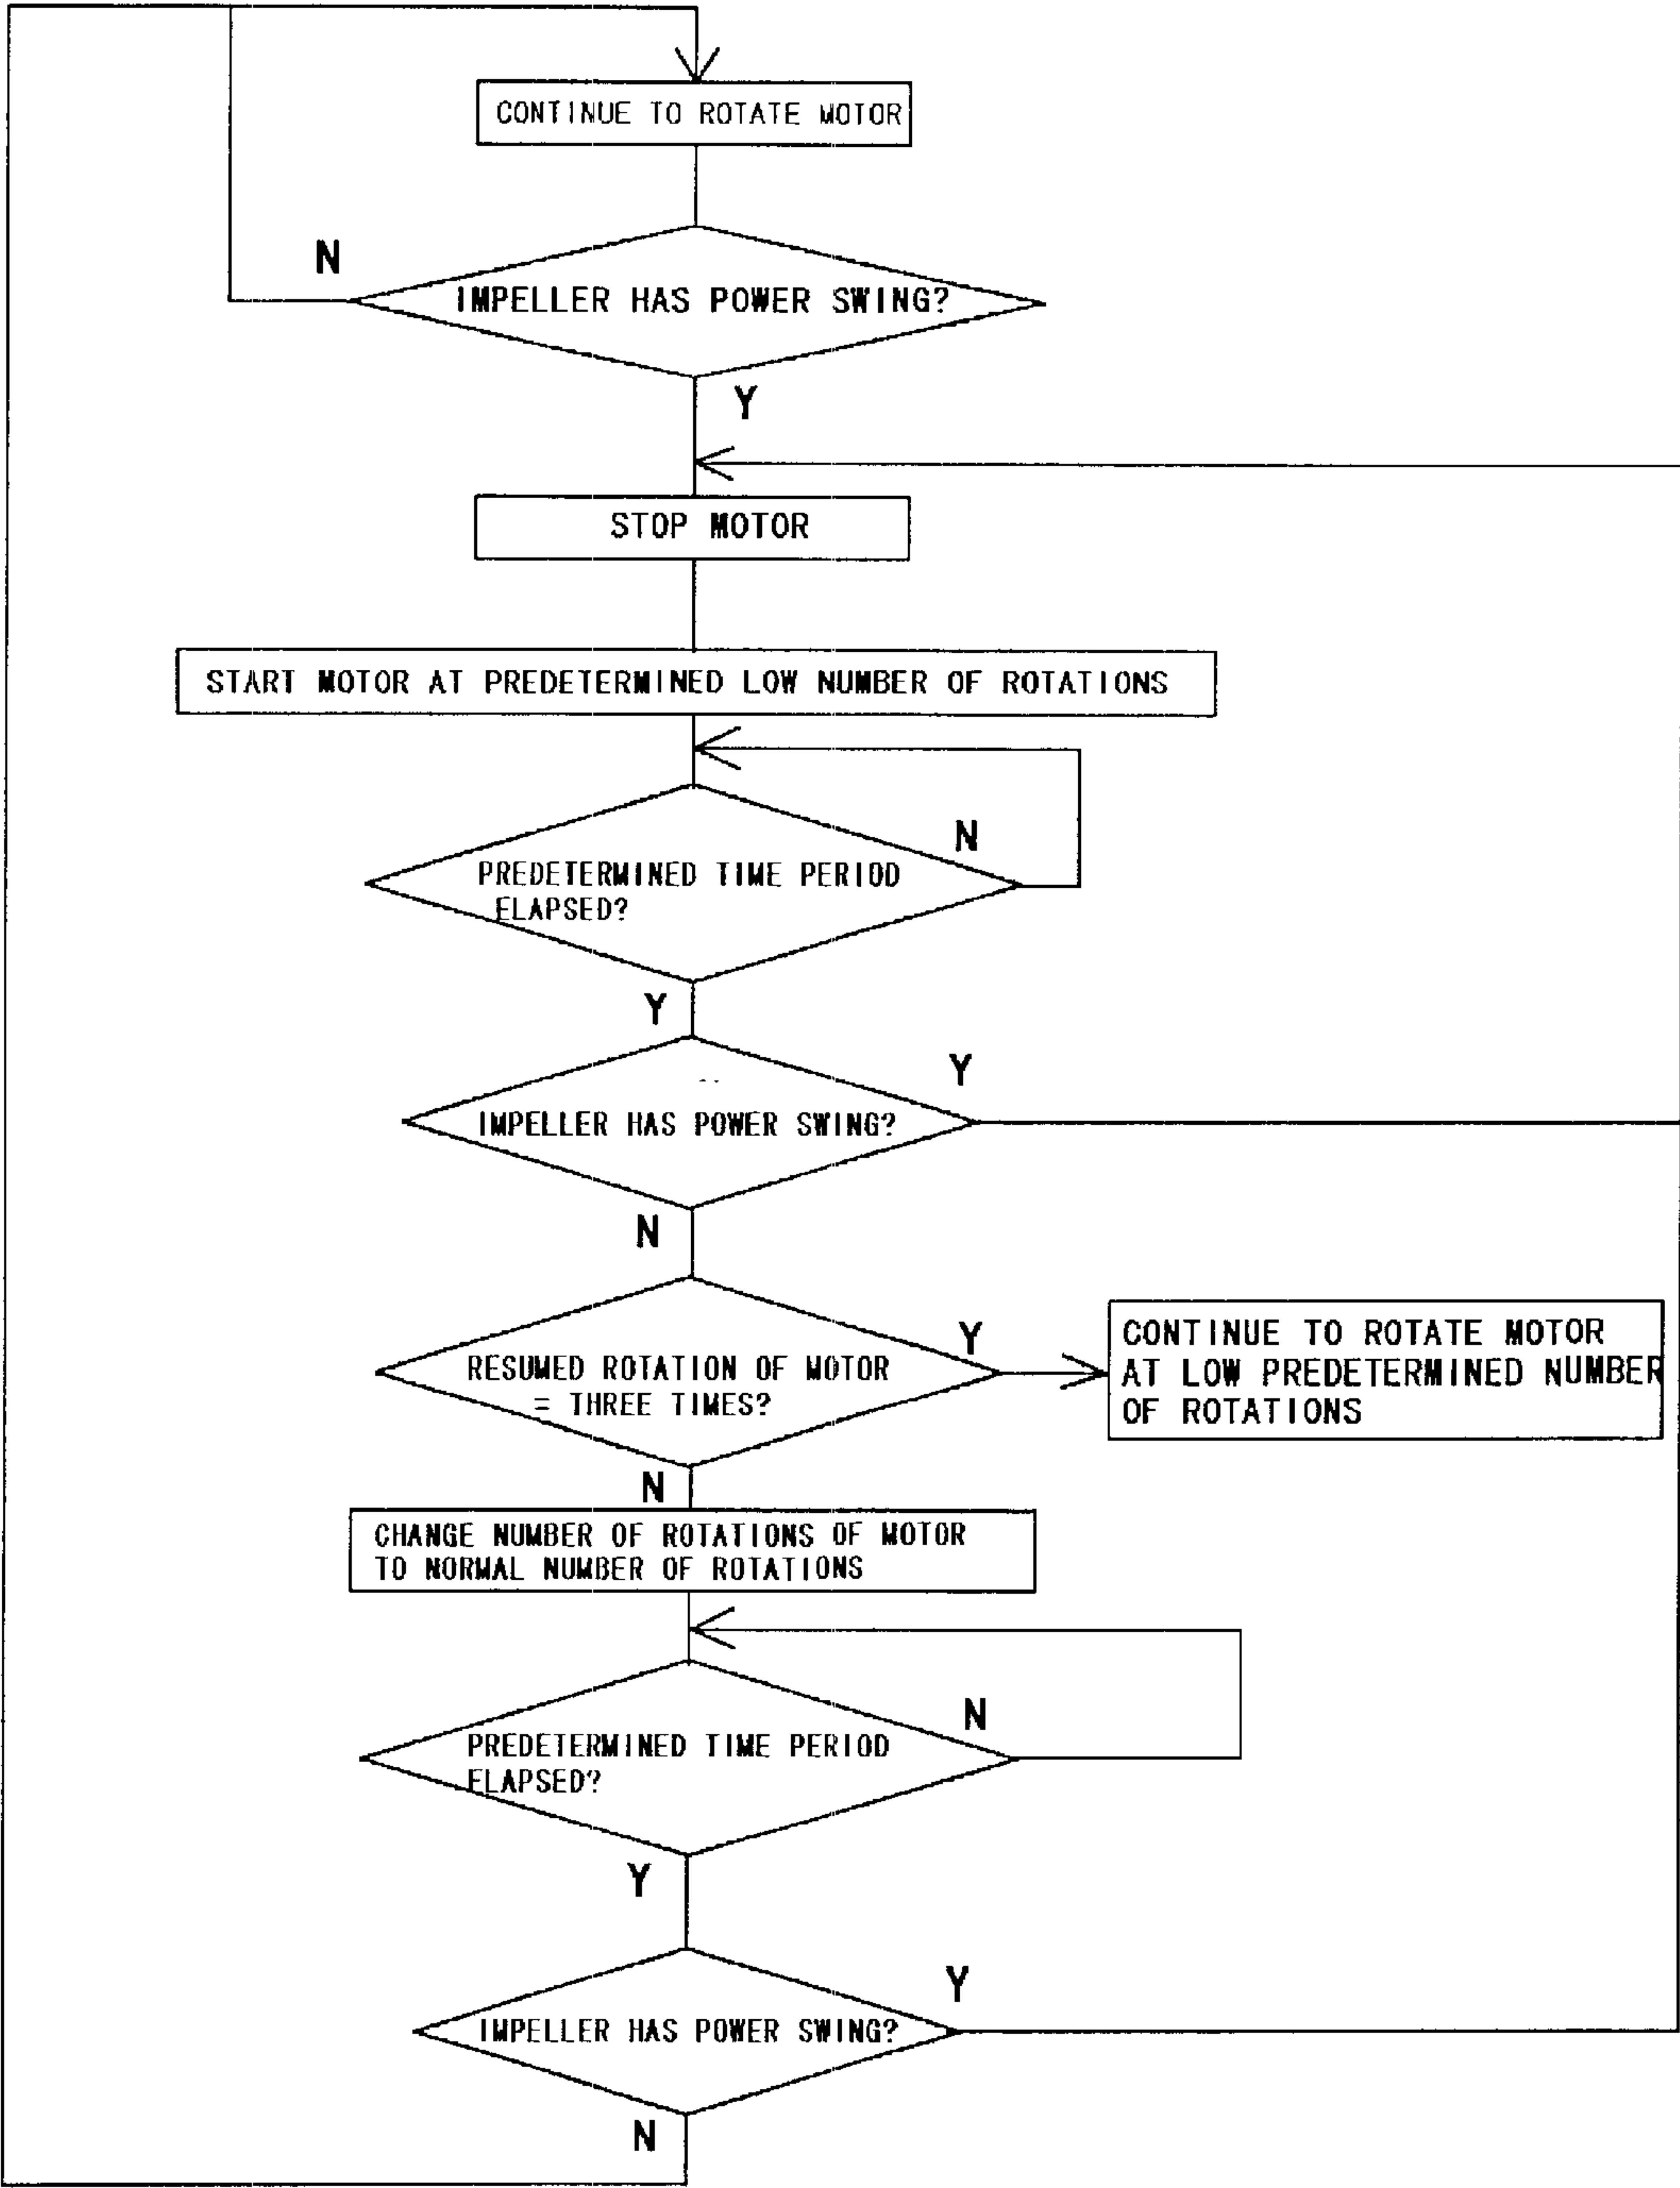 CONTINUE TO ROTATE MOTOR
N
IMPELLER HAS POWER SWING?
Y
STOP MOTOR
START MOTOR AT PREDETERMINED LOW NUMBER OF ROTATIONS
N
PREDETERMINED TIME PERIOD
ELAPSED?
Y
Y
IMPELLER HAS POWER SWING?
N
Y
RESUMED ROTATION OF MOTOR
= THREE TIMES?
CONTINUE TO ROTATE MOTOR
AT LOW PREDETERMINED NUMBER
OF ROTATIONS
N
CHANGE NUMBER OF ROTATIONS OF MOTOR
TO NORMAL NUMBER OF ROTATIONS
N
PREDETERMINED TIME PERIOD
ELAPSED?
Y
Y
IMPELLER HAS POWER SWING?
N